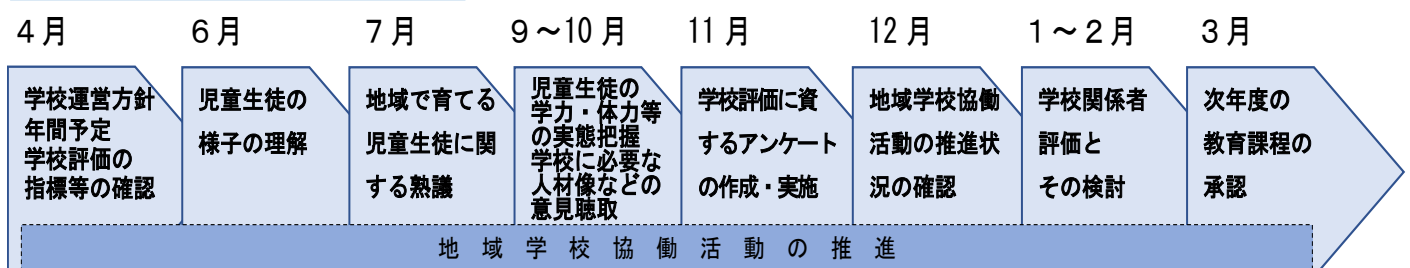 4月
6月
7月
9～10月
11月
12月
1～2月
3月
学校運営方針
年間予定
学校評価の
指標等の確認
児童生徒の
様子の理解
地域で育てる
児童生徒に関
する熟議
児童生徒の
学力・体力等
の実態把握
学校に必要な
人材像などの
意見聴取
学校評価に資
するアンケート
の作成・実施
地域学校協働
活動の推進状
況の確認
学校関係者
評価と
その検討
次年度の
教育課程の
承認
地域学校協働活動の推進